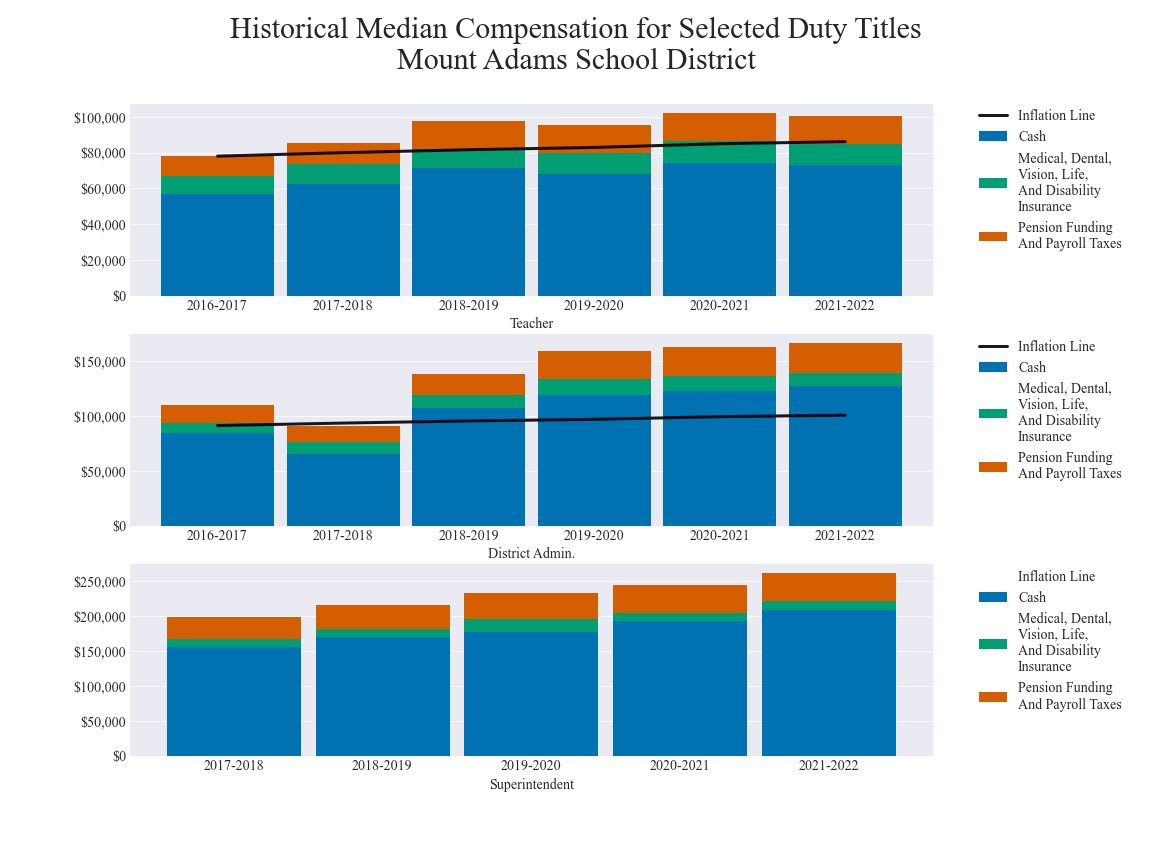 Historical Median Compensation for Selected Duty Titles
Mount Adams School District
$100,000
$80,000
$60,000
$40,000
$20,000
$0
2016-2017 2017-2018 2018-2019 2019-2020 2020-2021 2021-2022
Teacher
Inflation Line
Cash
Medical, Dental,
Vision, Life,
And Disability
Insurance
Pension Funding
And Payroll Taxes
$150,000
$100,000
$50,000
$0
2016-2017 2017-2018 2018-2019 2019-2020 2020-2021 2021-2022
District Admin.
Inflation Line
Cash
Medical, Dental,
Vision, Life,
And Disability
Insurance
Pension Funding
And Payroll Taxes
$250,000
$200,000
$150,000
$100,000
$50,000
$0
2017-2018 2018-2019 2019-2020 2020-2021 2021-2022
Superintendent
Inflation Line
Cash
Medical, Dental,
Vision, Life,
And Disability
Insurance
Pension Funding
And Payroll Taxes